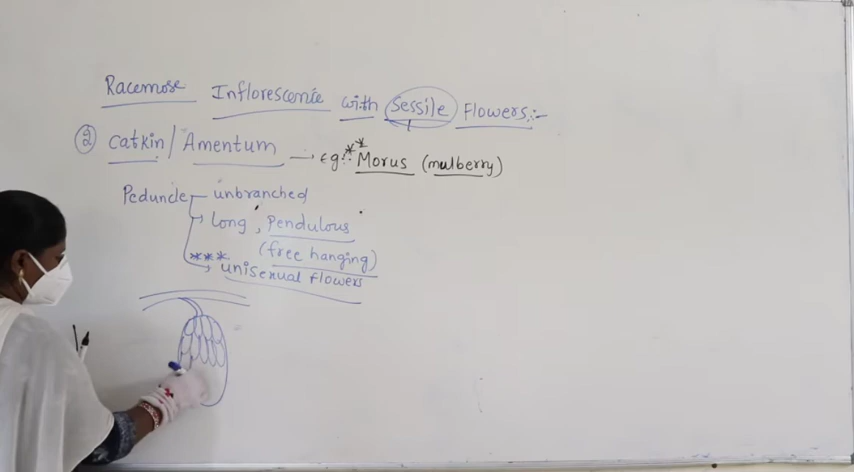 Racemose Inflorescence with Sessile Flowers:-
② Catkin/Amentum → eg:- **Morus (mulberry)
Peduncle — unbranched
→ Long, Pendulous
(free hanging)
*** → unisexual flowers